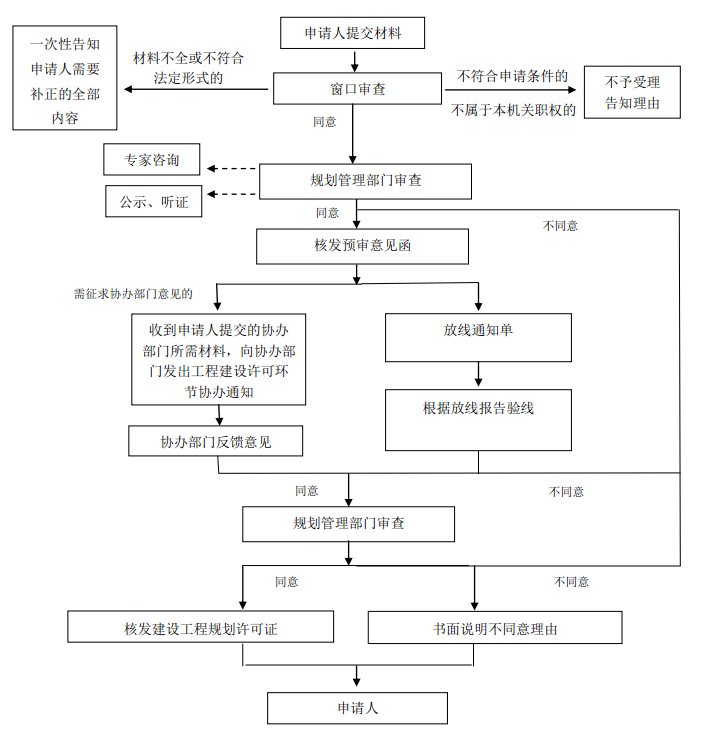 申请人提交材料
一次性告知
申请人需要
补正的全部
内容
材料不全或不符合
法定形式的
窗口审查
不符合申请条件的
不属于本机关职权的
不予受理
告知理由
同意
专家咨询
公示、听证
规划管理部门审查
同意
不同意
核发预审意见函
需征求协办部门意见的
收到申请人提交的协办
部门所需材料，向协办部
门发出工程建设许可环
节协办通知
放线通知单
根据放线报告验线
协办部门反馈意见
同意
不同意
规划管理部门审查
同意
不同意
核发建设工程规划许可证
书面说明不同意理由
申请人